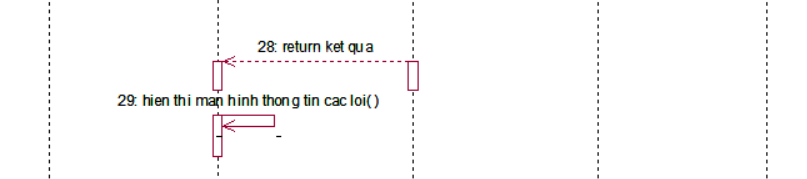 28: return ket qua
29: hien thi man hinh thong tin cac loi()